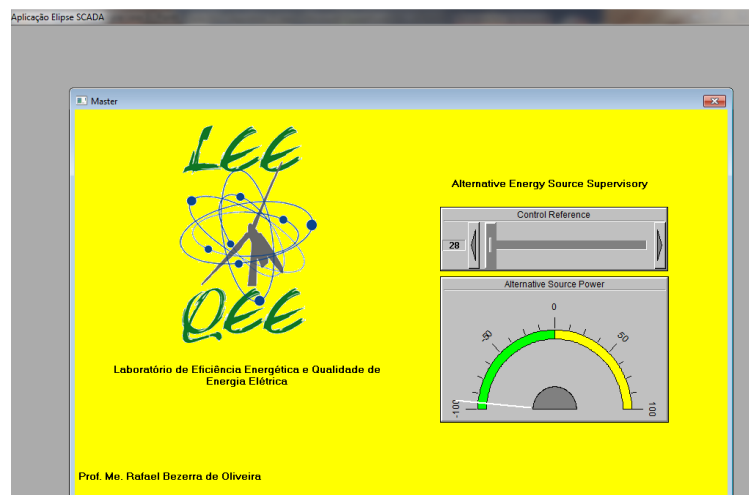 Aplicação Elipse SCADA
Master
LEE
QEE
Laboratório de Eficiência Energética e Qualidade de
Energia Elétrica
Prof. Me. Rafael Bezerra de Oliveira
Alternative Energy Source Supervisory
Control Reference
28
Alternative Source Power
-100
-50
0
50
100